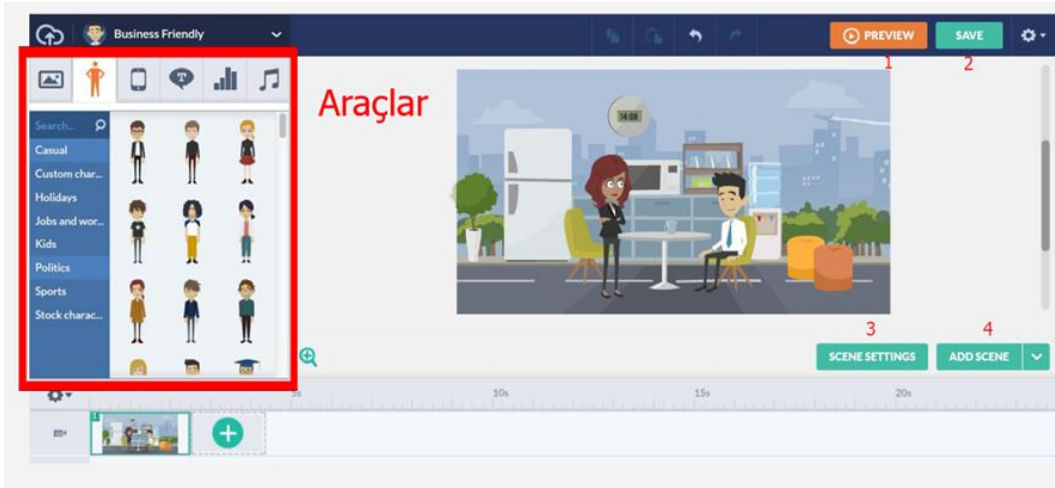 Business Friendly
PREVIEW
SAVE
1
2
Araçlar
Search...
Casual
Custom char...
Holidays
Jobs and wor...
Kids
Politics
Sports
Stock charac...
T
14:08
3
4
SCENE SETTINGS
ADD SCENE
5s
10s
15s
20s
1